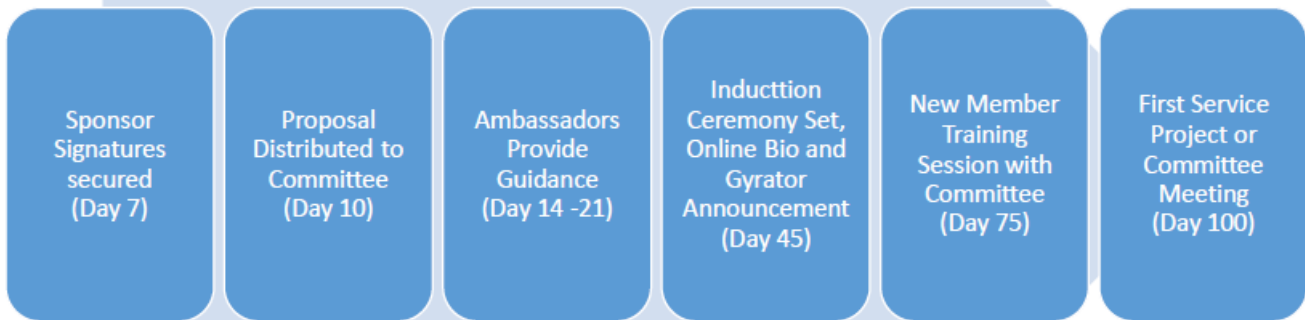 Sponsor
Signatures
secured
(Day 7)
Proposal
Distributed to
Committee
(Day 10)
Ambassadors
Provide
Guidance
(Day 14 -21)
Inducttion
Ceremony Set,
Online Bio and
Gyrator
Announcement
(Day 45)
New Member
Training
Session with
Committee
(Day 75)
First Service
Project or
Committee
Meeting
(Day 100)